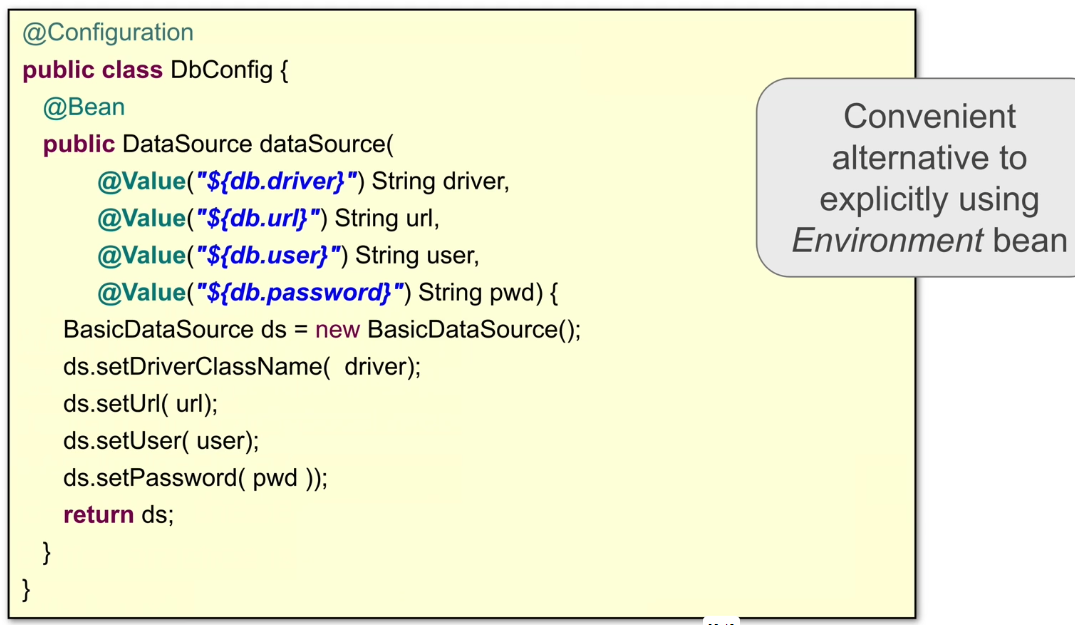 @Configuration
public class DbConfig {
@Bean
public DataSource dataSource(
@Value("${db.driver}") String driver,
@Value("${db.url}") String url,
@Value("${db.user}") String user,
@Value("${db.password}") String pwd) {
BasicDataSource ds = new BasicDataSource();
ds.setDriverClassName(  driver);
ds.setUrl( url);
ds.setUser( user);
ds.setPassword( pwd ));
return ds;
}
}
Convenient
alternative to
explicitly using
Environment bean